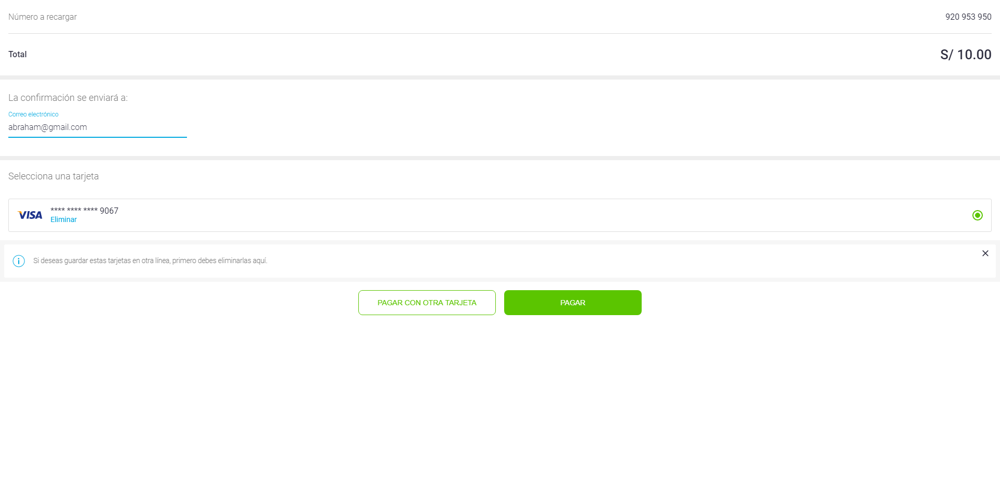 Número a recargar 920 953 950
Total S/ 10.00
La confirmación se enviará a:
Correo electrónico
abraham@gmail.com
Selecciona una tarjeta
VISA **** **** **** 9067
Eliminar
Si deseas guardar estas tarjetas en otra línea, primero debes eliminarlas aquí.
PAGAR CON OTRA TARJETA PAGAR